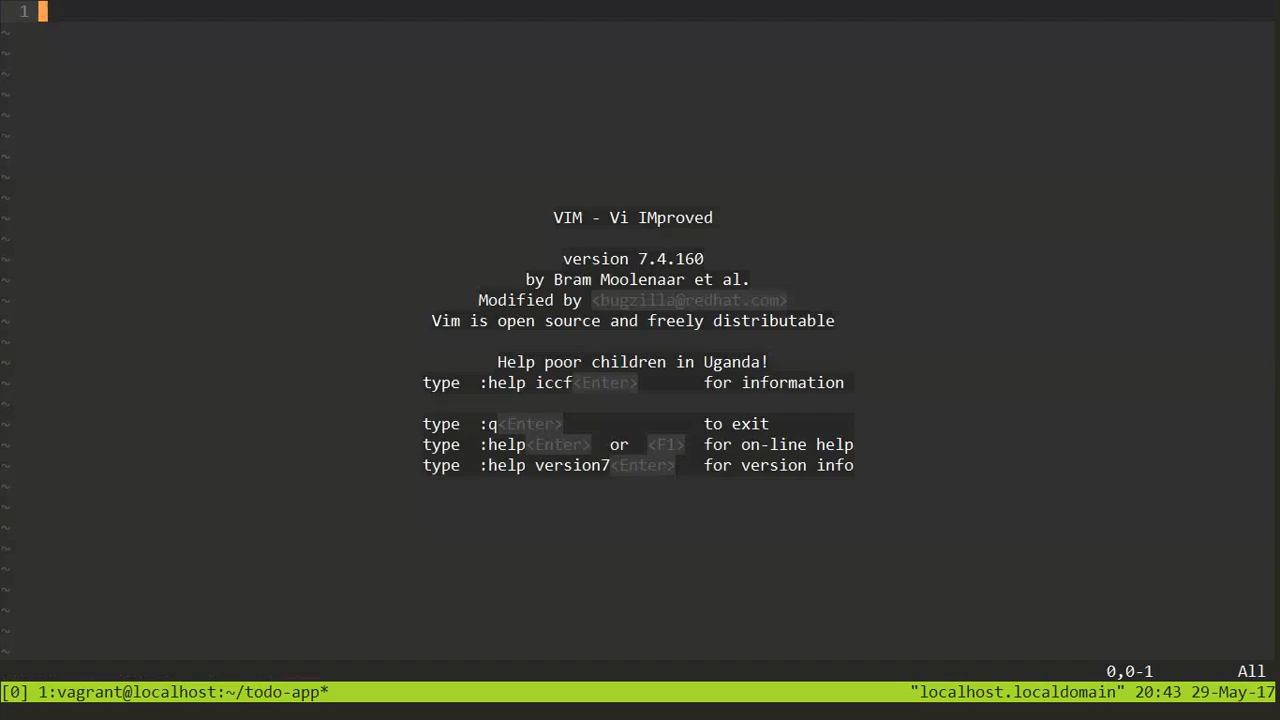 1
~
~
~
~
~
~
~
~
~
~ VIM - Vi IMproved
~
~ version 7.4.160
~ by Bram Moolenaar et al.
~ Modified by <bugzilla@redhat.com>
~ Vim is open source and freely distributable
~
~ Help poor children in Uganda!
~ type :help iccf<Enter> for information
~
~ type :q<Enter> to exit
~ type :help<Enter> or <F1> for on-line help
~ type :help version7<Enter> for version info
~
~
~
~
~
~
~
~
~
0,0-1 All
[0] 1:vagrant@localhost:~/todo-app* "localhost.localdomain" 20:43 29-May-17